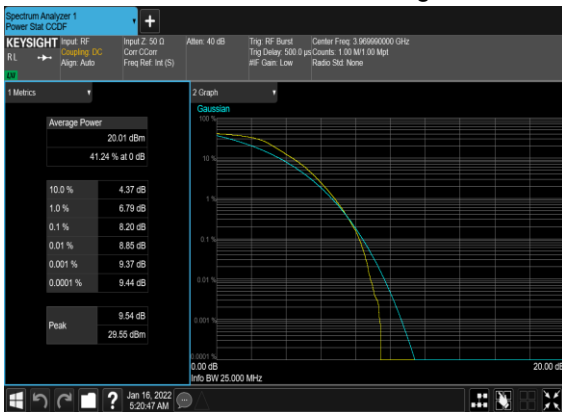 Spectrum Analyzer 1
Power Stat CCDF
+
KEYSIGHT
RL
LV
Input: RF
Coupling: DC
Align: Auto
Input Z: 50 Ω
Corr CCorr
Freq Ref: Int (S)
Atten: 40 dB
Trig: RF Burst
Trig Delay: 500.0 µs
#IF Gain: Low
Center Freq: 3.969990000 GHz
Counts: 1.00 M/1.00 Mpt
Radio Std: None
1 Metrics
Average Power
20.01 dBm
41.24 % at 0 dB
10.0 % 4.37 dB
1.0 % 6.79 dB
0.1 % 8.20 dB
0.01 % 8.85 dB
0.001 % 9.37 dB
0.0001 % 9.44 dB
Peak
9.54 dB
29.55 dBm
2 Graph
Gaussian
100 %
10 %
1 %
0.1 %
0.01 %
0.001 %
0.0001 %
0.00 dB
20.00 dB
Info BW 25.000 MHz
?
Jan 16, 2022
5:20:47 AM